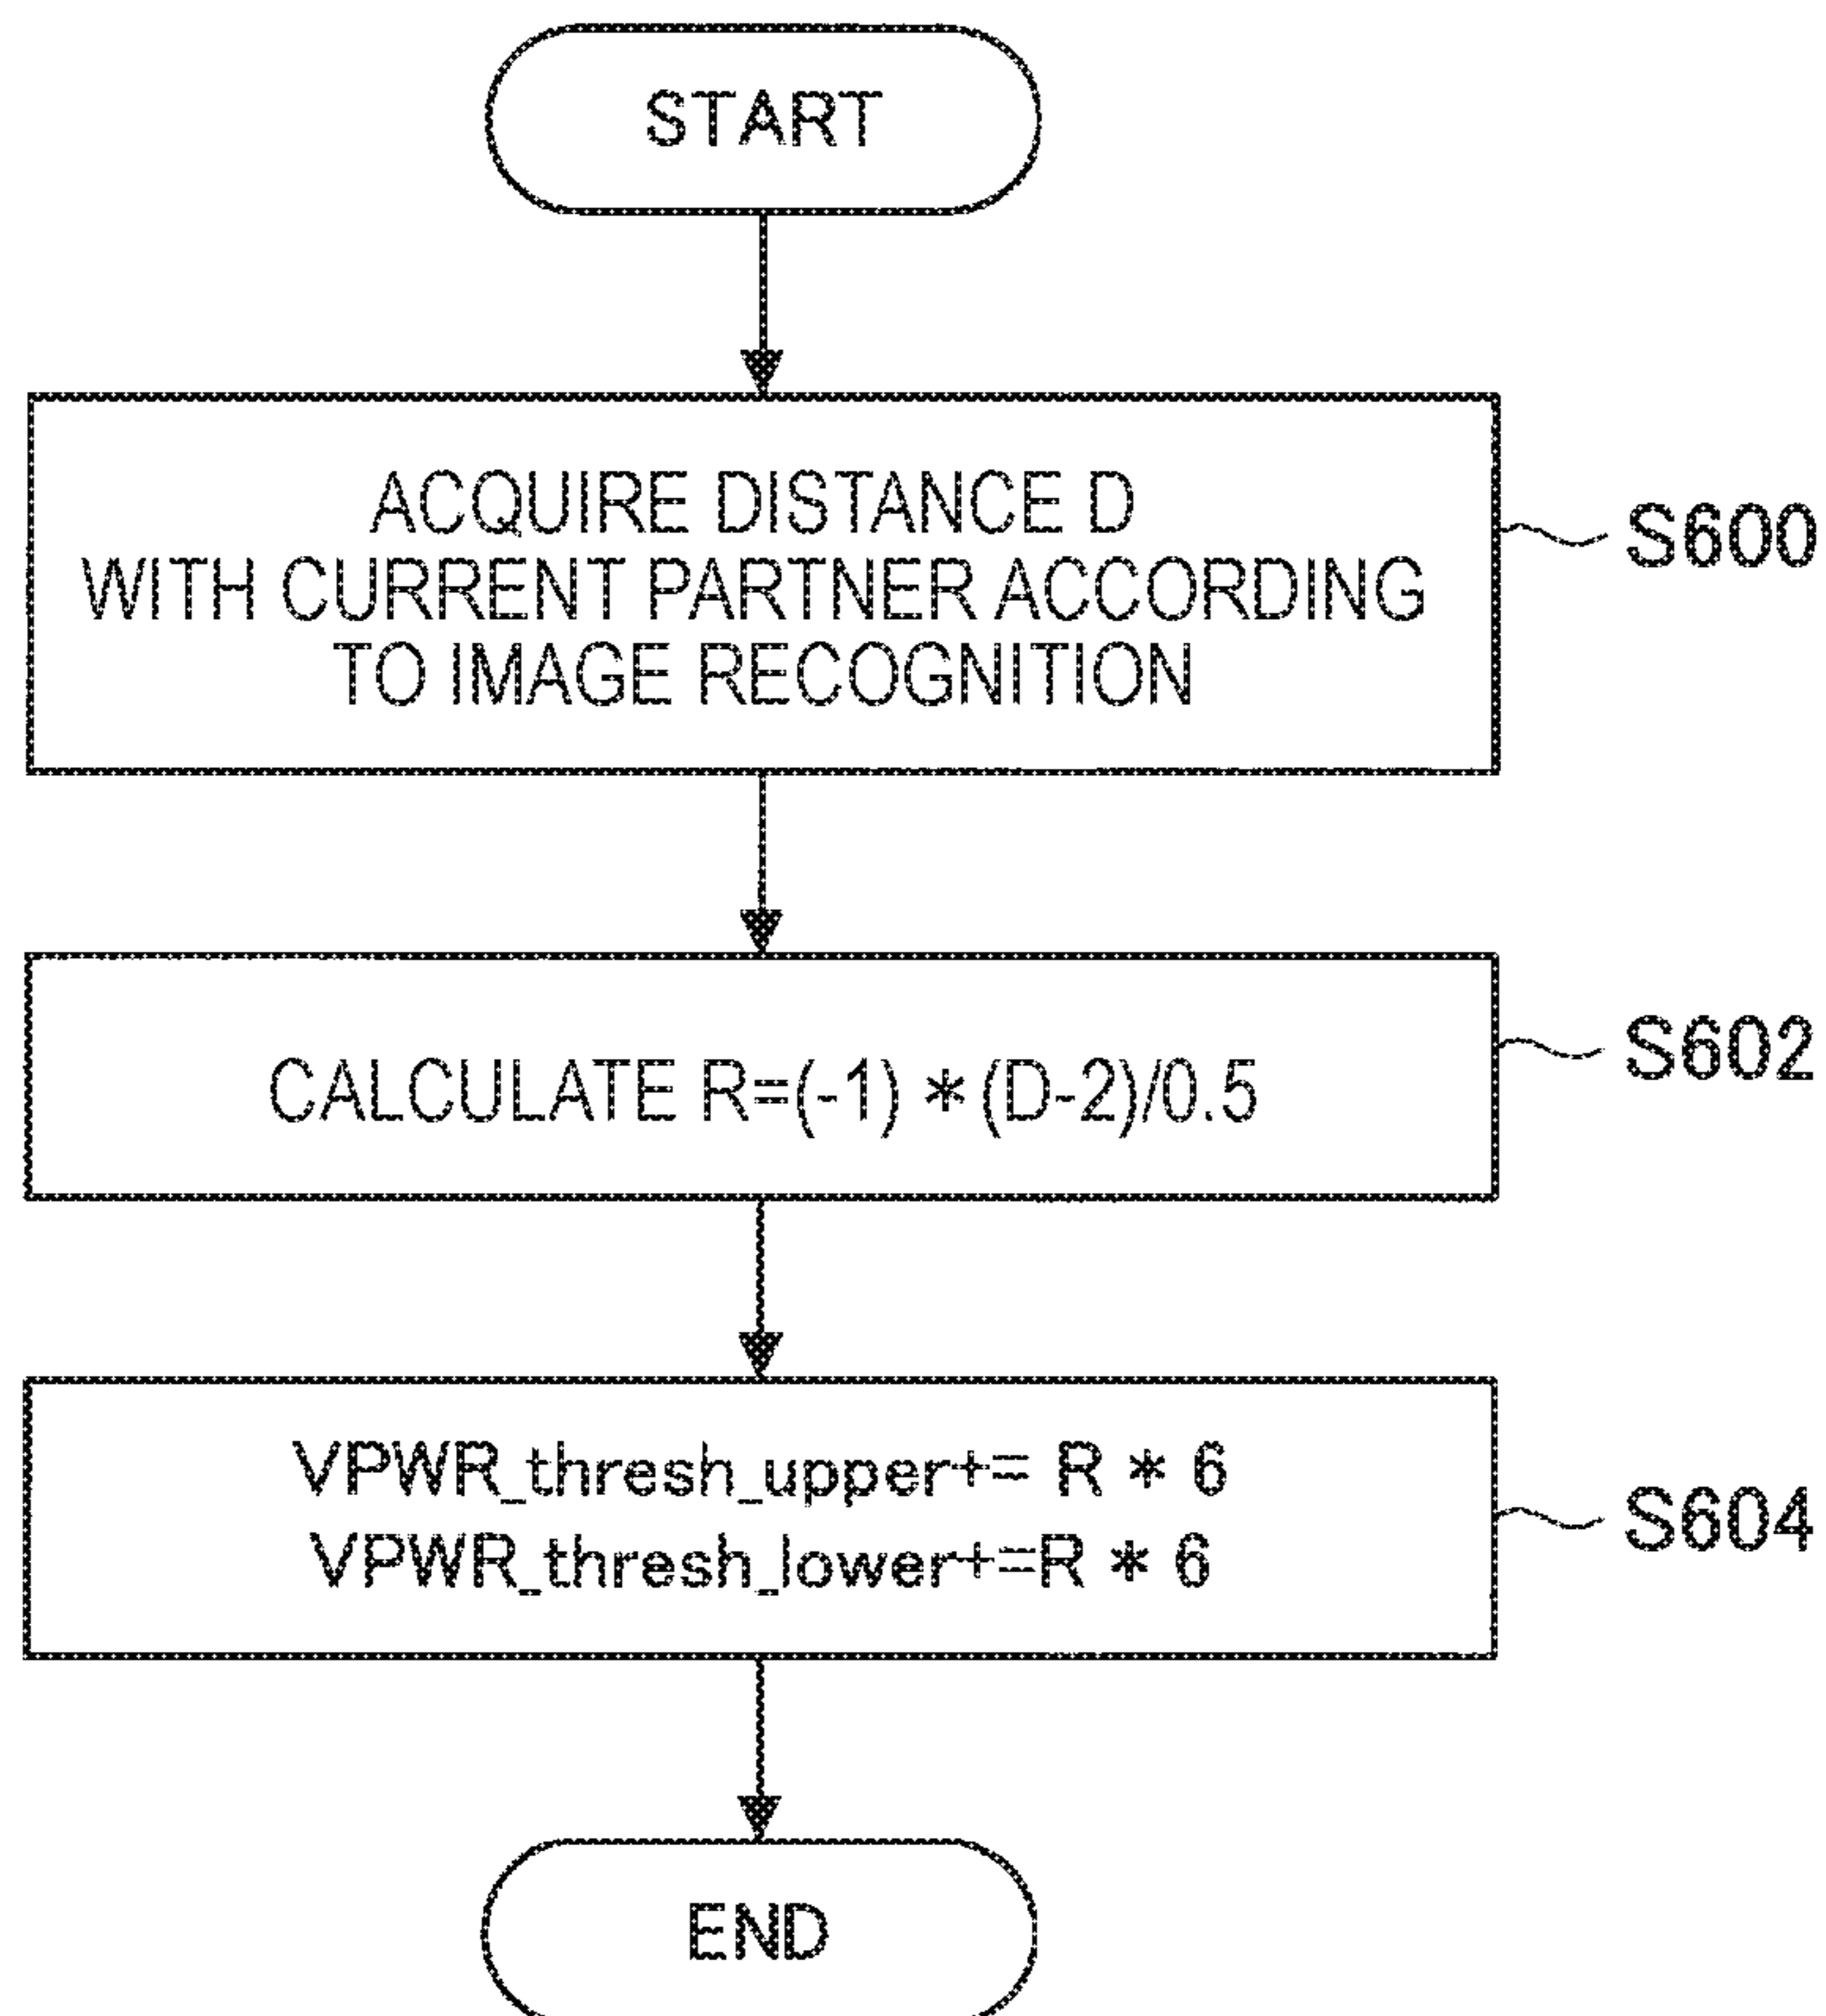 START
ACQUIRE DISTANCE D
WITH CURRENT PARTNER ACCORDING
TO IMAGE RECOGNITION
S600
CALCULATE R=(-1) * (D-2)/0.5
S602
VPWR_thresh_upper+= R * 6
VPWR_thresh_lower+=R * 6
S604
END